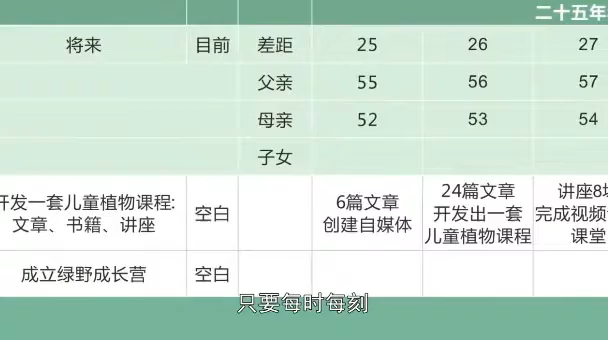 二十五年
将来 目前 差距 25 26 27
父亲 55 56 57
母亲 52 53 54
子女
开发一套儿童植物课程:
文章、书籍、讲座
空白
6篇文章
创建自媒体
24篇文章
开发出一套
儿童植物课程
讲座8场
完成视频
课堂
成立绿野成长营 空白
只要每时每刻